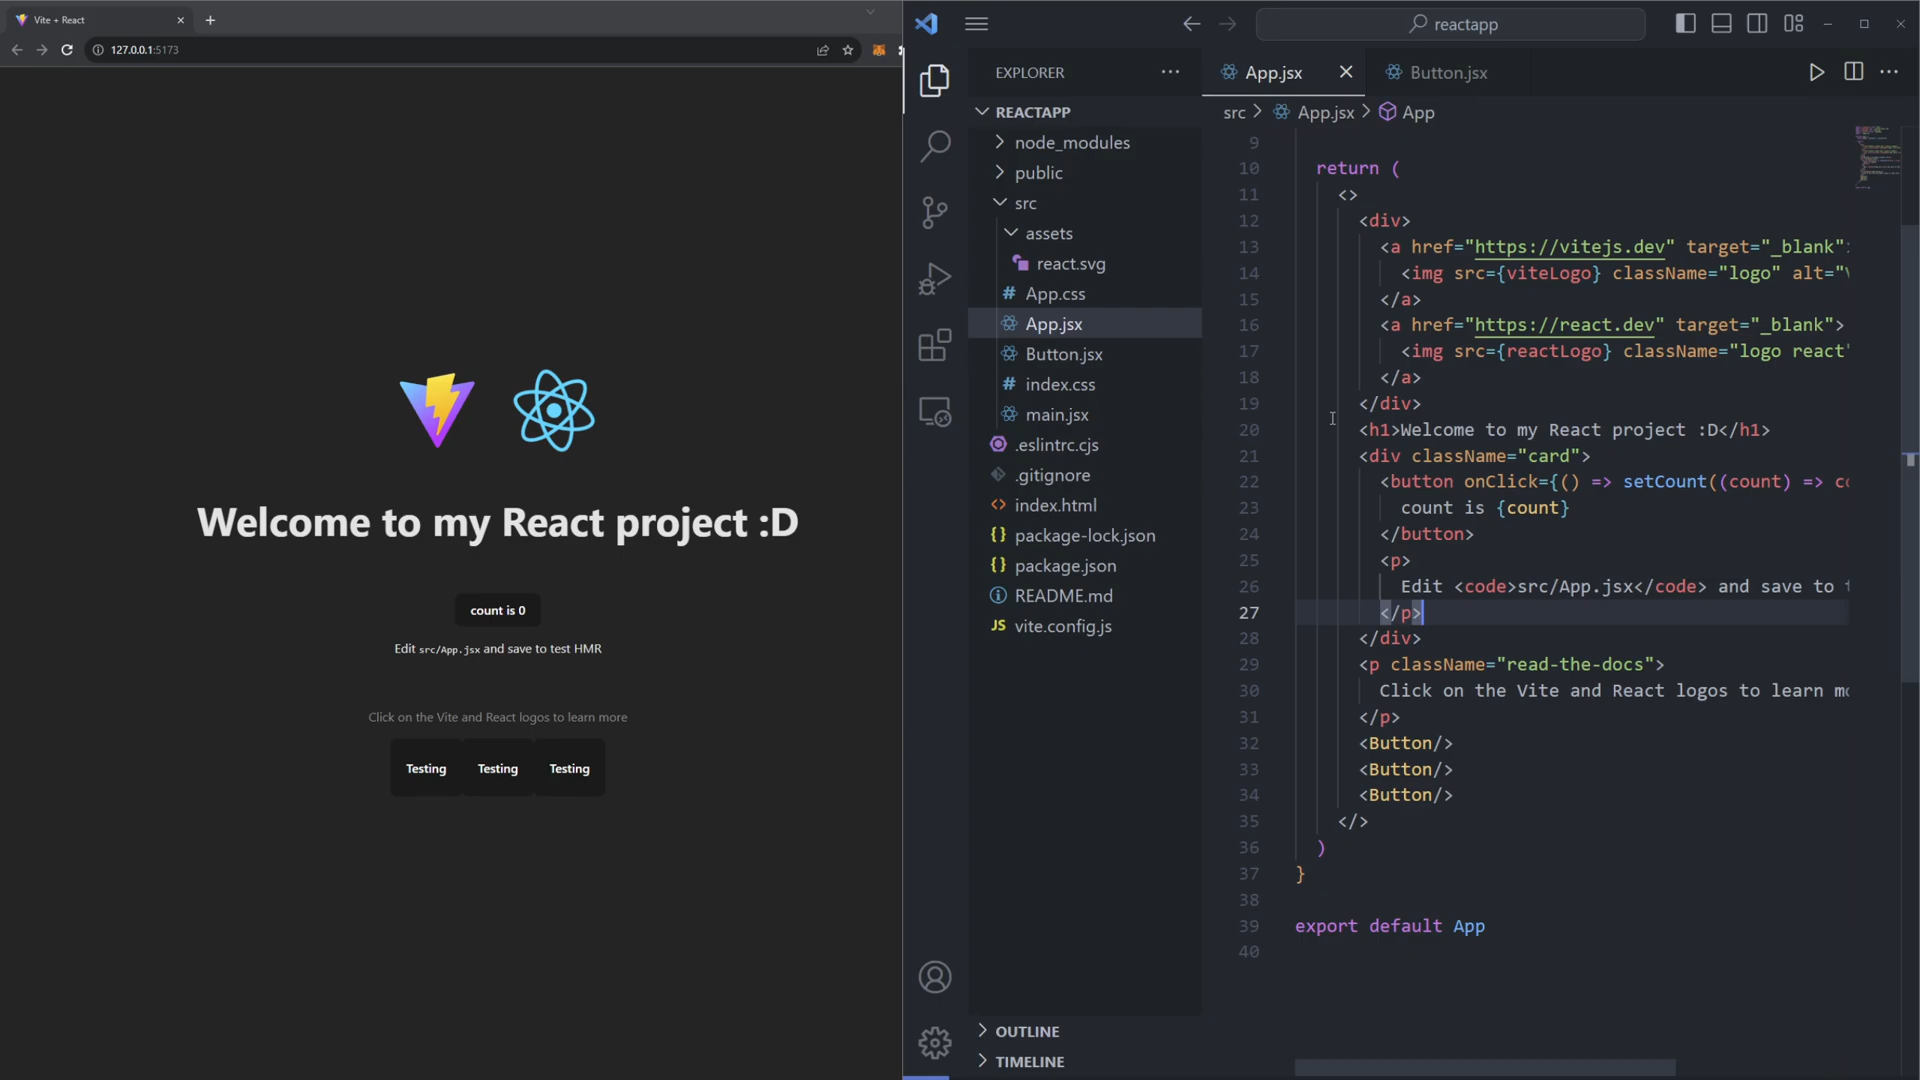 Vite + React
127.0.0.1:5173
Welcome to my React project :D
count is 0
Edit src/App.jsx and save to test HMR
Click on the Vite and React logos to learn more
Testing Testing Testing
reactapp
EXPLORER
REACTAPP
node_modules
public
src
assets
react.svg
# App.css
App.jsx
Button.jsx
# index.css
main.jsx
.eslintrc.cjs
.gitignore
<> index.html
{} package-lock.json
{} package.json
README.md
JS vite.config.js
OUTLINE
TIMELINE
App.jsx Button.jsx
src > App.jsx > App
9
10 return (
11 <>
12 <div>
13 <a href="https://vitejs.dev" target="_blank">
14 <img src={viteLogo} className="logo" alt="
15 </a>
16 <a href="https://react.dev" target="_blank">
17 <img src={reactLogo} className="logo react"
18 </a>
19 </div>
20 <h1>Welcome to my React project :D</h1>
21 <div className="card">
22 <button onClick={() => setCount((count) => co
23 count is {count}
24 </button>
25 <p>
26 Edit <code>src/App.jsx</code> and save to t
27 </p>
28 </div>
29 <p className="read-the-docs">
30 Click on the Vite and React logos to learn mo
31 </p>
32 <Button/>
33 <Button/>
34 <Button/>
35 </>
36 )
37 }
38
39 export default App
40